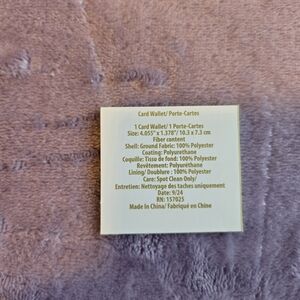 Card Wallet/ Porte-Cartes
1 Card Wallet/ 1 Porte-Cartes
Size: 4.055" x 1.378"/ 10.3 x 7.3 cm
Fiber content
Shell: Ground Fabric: 100% Polyester
Coating: Polyurethane
Coquille: Tissu de fond: 100% Polyester
Revêtement: Polyuréthane
Lining/ Doublure : 100% Polyester
Care: Spot Clean Only/
Entretien: Nettoyage des taches uniquement
Date: 9/24
RN: 157025
Made In China/ Fabriqué en Chine